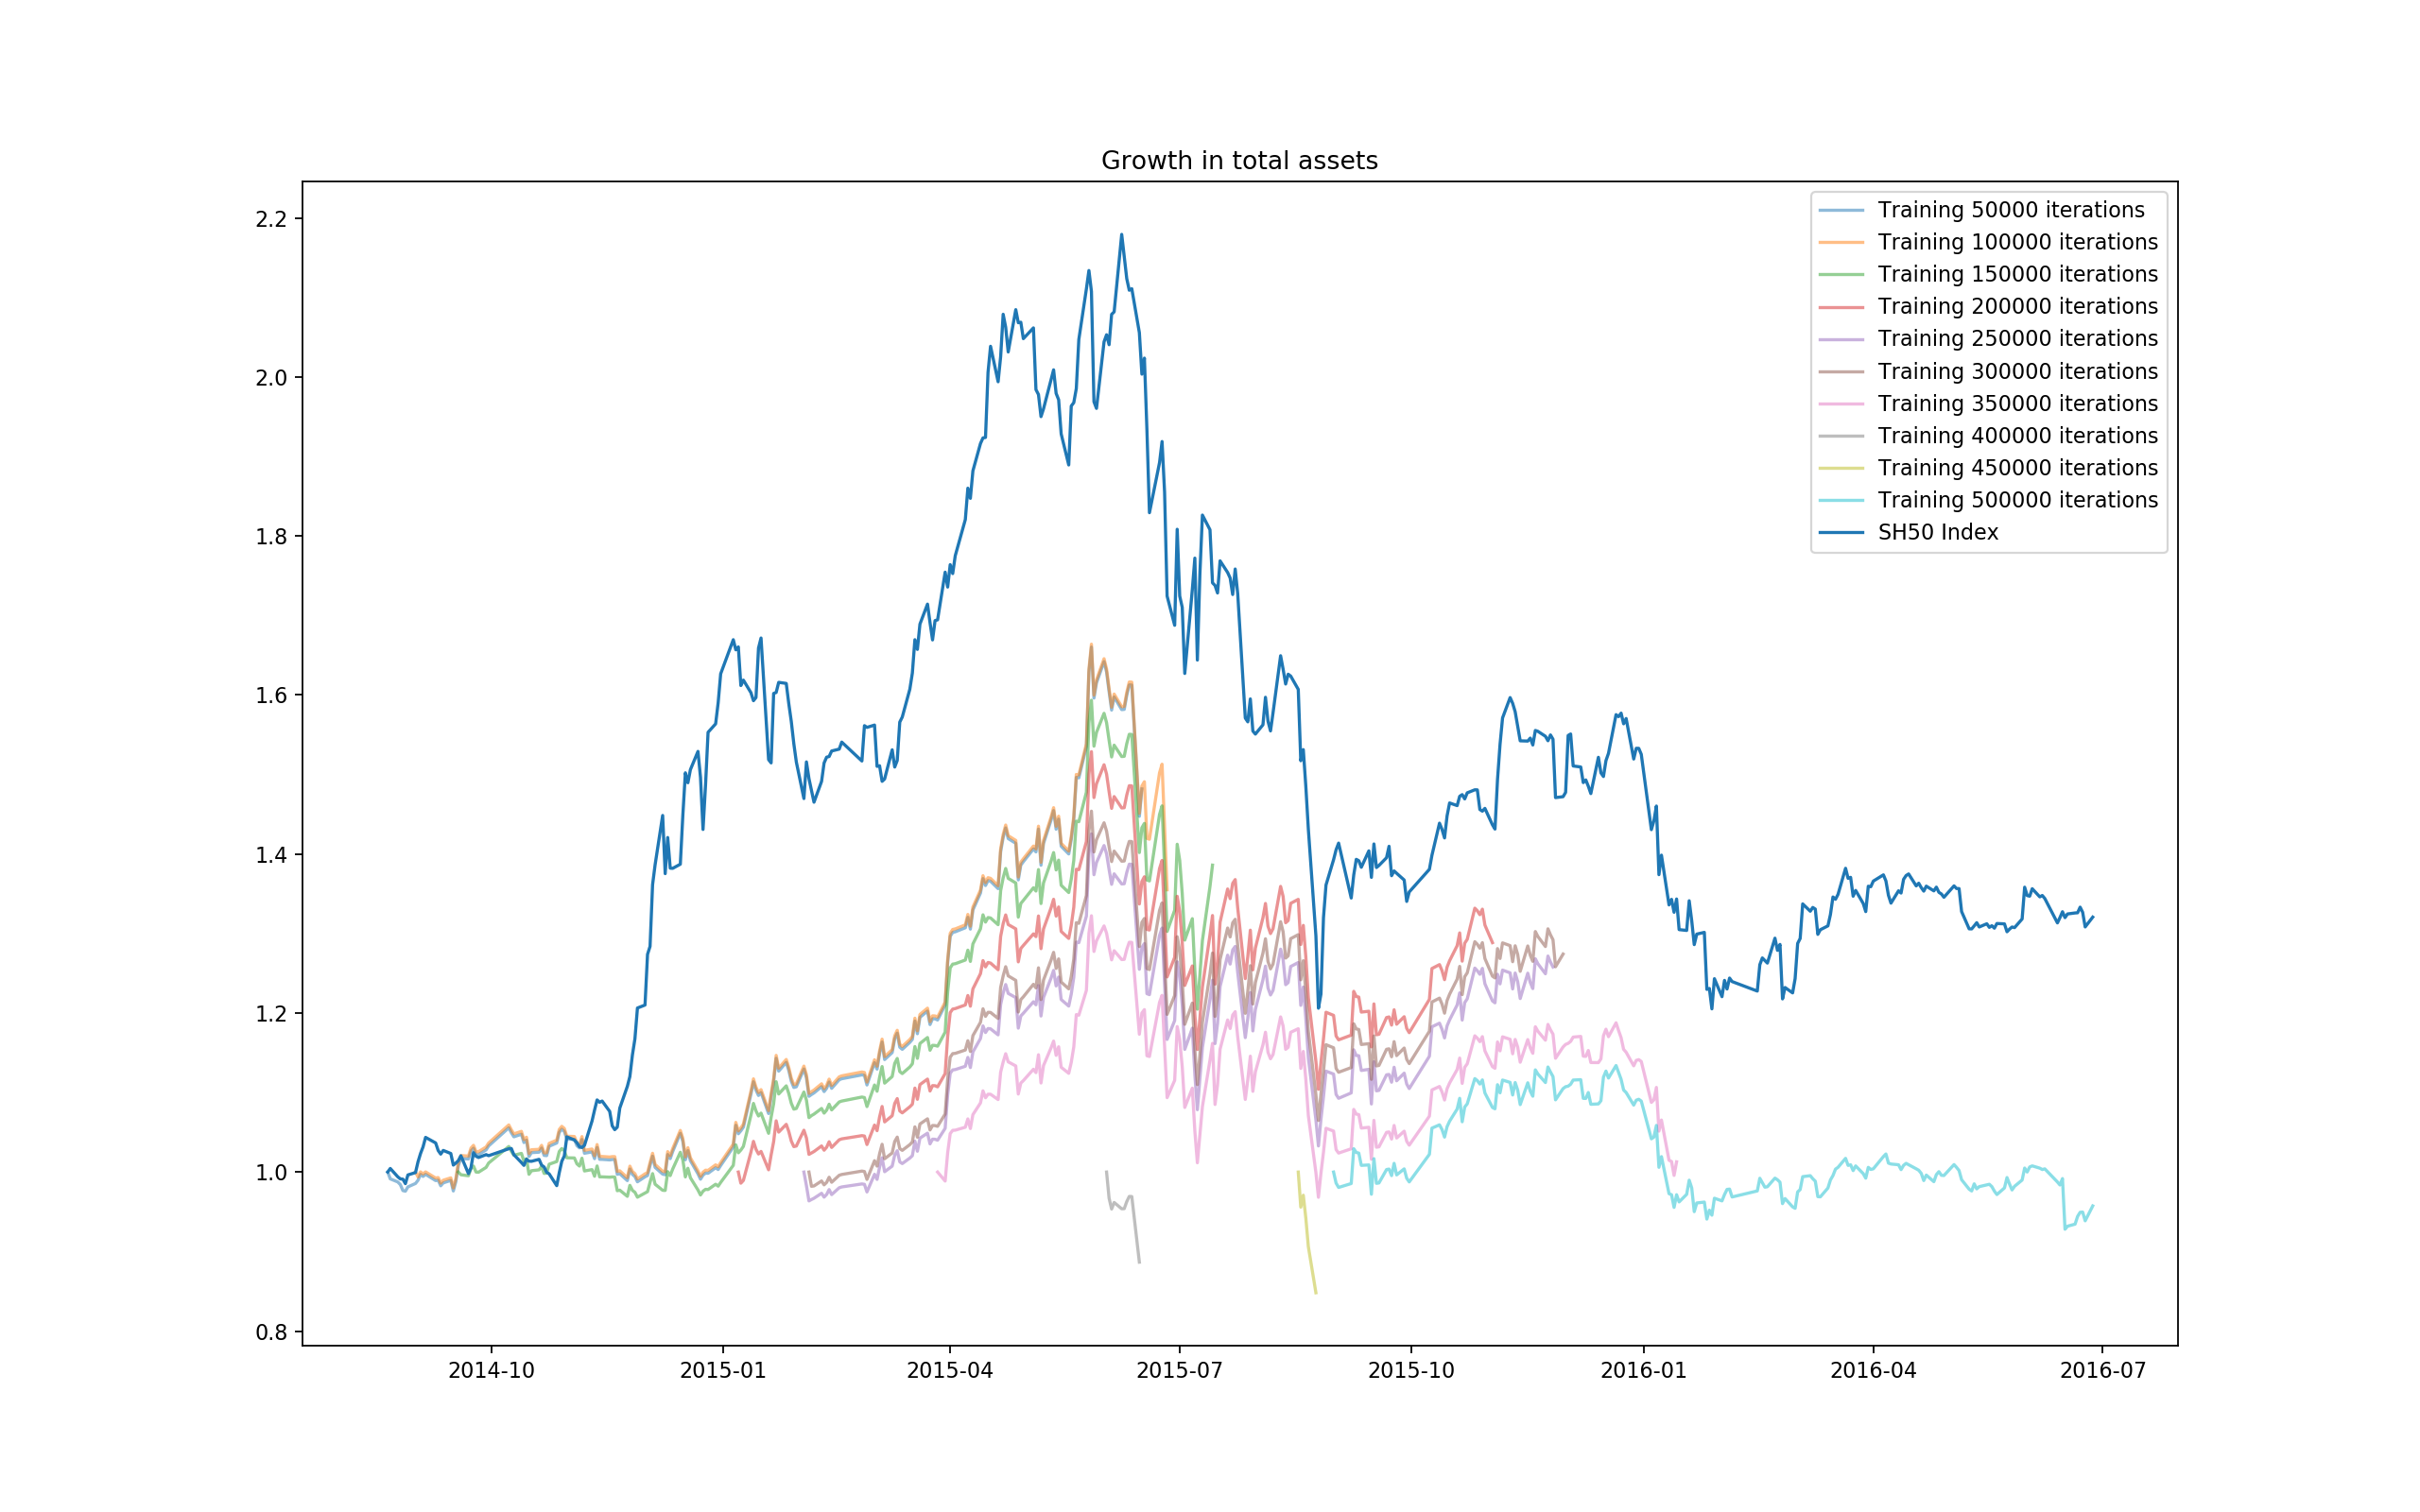 Growth in total assets
2.2
2.0
1.8
1.6
1.4
1.2
1.0
0.8
2014-10 2015-01 2015-04 2015-07 2015-10 2016-01 2016-04 2016-07
Training 50000 iterations
Training 100000 iterations
Training 150000 iterations
Training 200000 iterations
Training 250000 iterations
Training 300000 iterations
Training 350000 iterations
Training 400000 iterations
Training 450000 iterations
Training 500000 iterations
SH50 Index